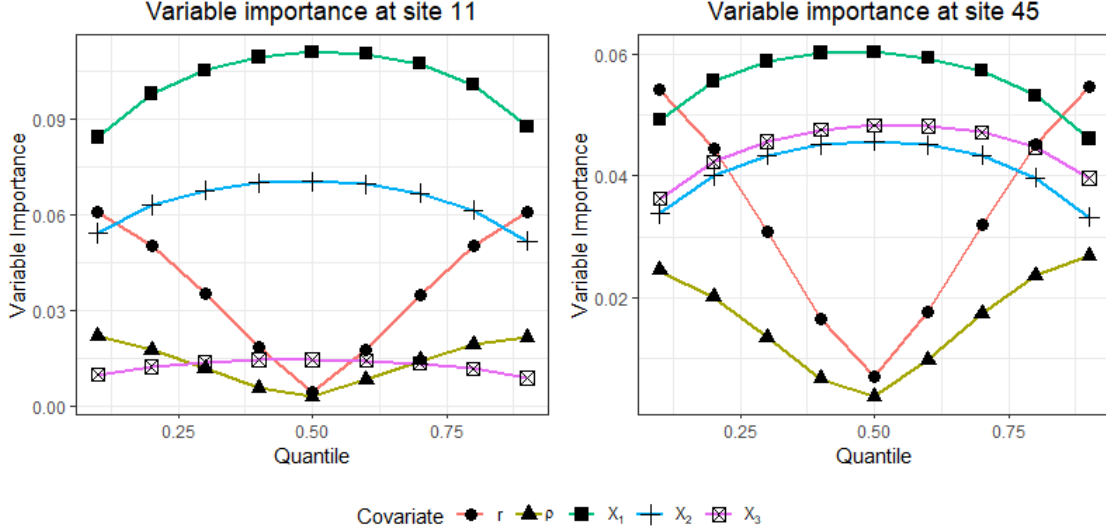 Variable importance at site 11
Variable Importance
0.09
0.06
0.03
0.00
0.25 0.50 0.75
Quantile
Variable importance at site 45
Variable Importance
0.06
0.04
0.02
0.25 0.50 0.75
Quantile
Covariate r ρ X₁ X₂ X₃